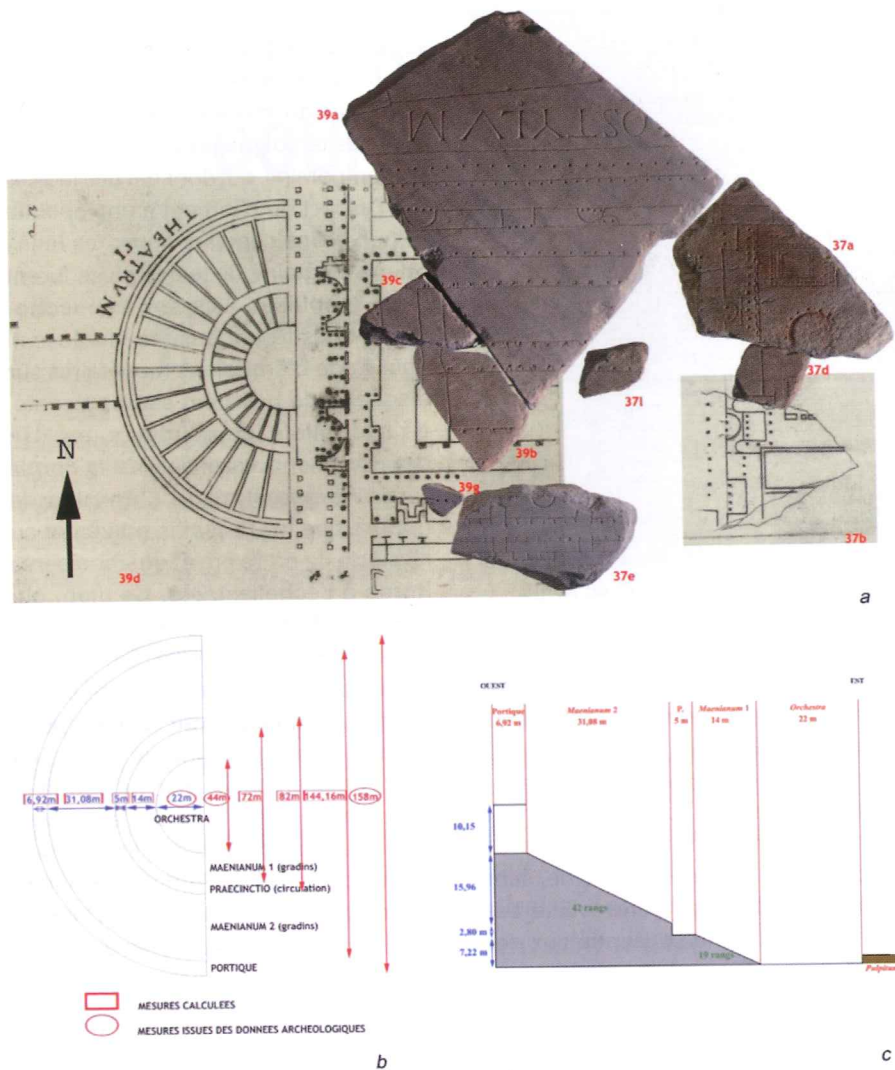 39a
OSTYLVM
THEATRVM
39c
37a
37l
37d
39b
39g
37e
37b
N
39d
a
6,92m 31,08m 5m 14m 22m 44m 72m 82m 144,16m 158m
ORCHESTRA
MAENIANUM 1 (gradins)
PRAECINCTIO (circulation)
MAENIANUM 2 (gradins)
PORTIQUE
MESURES CALCULEES
MESURES ISSUES DES DONNEES ARCHEOLOGIQUES
b
OUEST EST
Portique Maenianum 2 P. Maenianum 1 Orchestra
6,92 m 31,08 m 5 m 14 m 22 m
10,15
15,96
42 rangs
2,80 m
7,22 m
19 rangs
Pulpitum
c